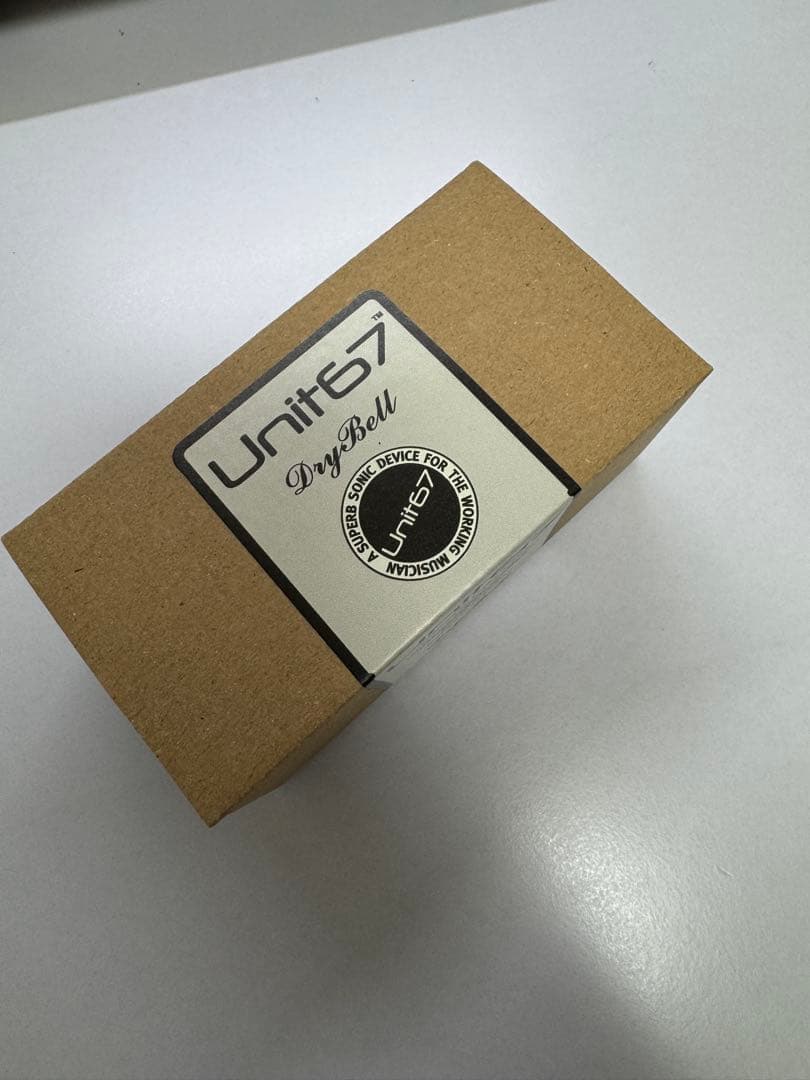 Unit67™
DryBell
A SUPERB SONIC DEVICE FOR THE WORKING MUSICIAN
Unit67